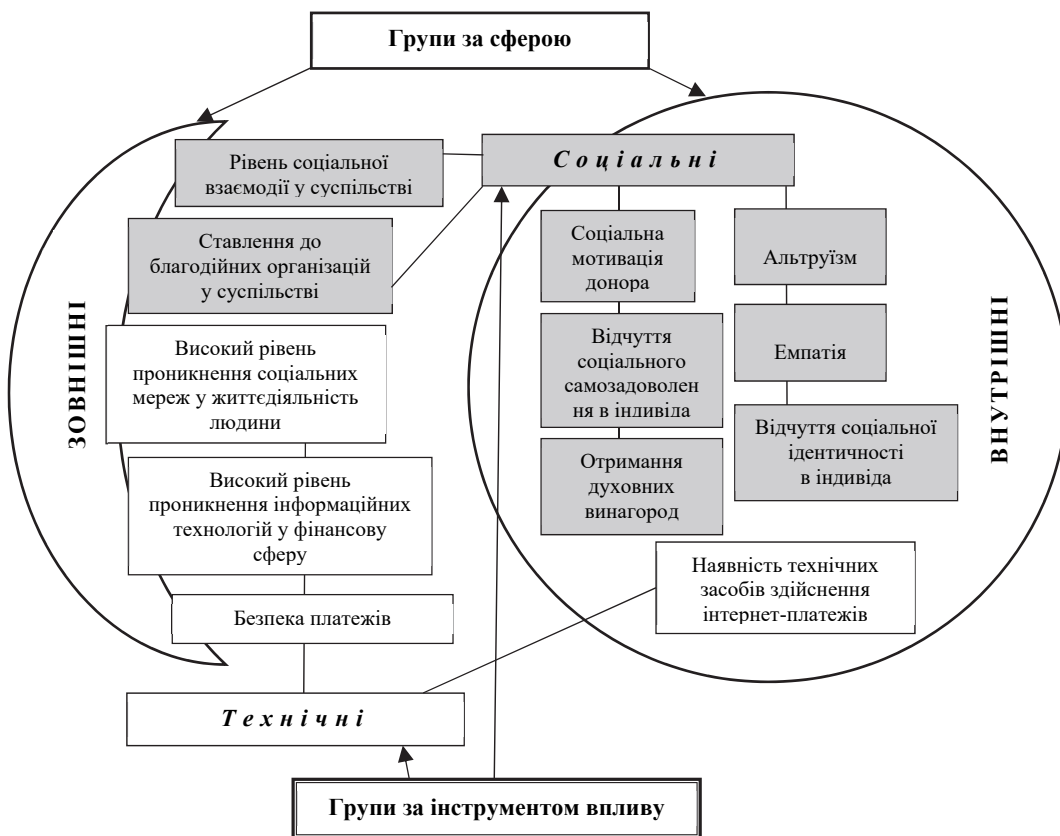 Групи за сферою
Соціальні
Рівень соціальної
взаємодії у суспільстві
Ставлення до
благодійних організацій
у суспільстві
ЗОВНІШНІ
Високий рівень
проникнення соціальних
мереж у життєдіяльність
людини
Високий рівень
проникнення інформаційних
технологій у фінансову
сферу
Безпека платежів
Соціальна
мотивація
донора
Відчуття
соціального
самозадоволен
ня в індивіда
Отримання
духовних
винагород
Альтруїзм
Емпатія
Відчуття соціальної
ідентичності
в індивіда
ВНУТРІШНІ
Наявність технічних
засобів здійснення
інтернет-платежів
Технічні
Групи за інструментом впливу